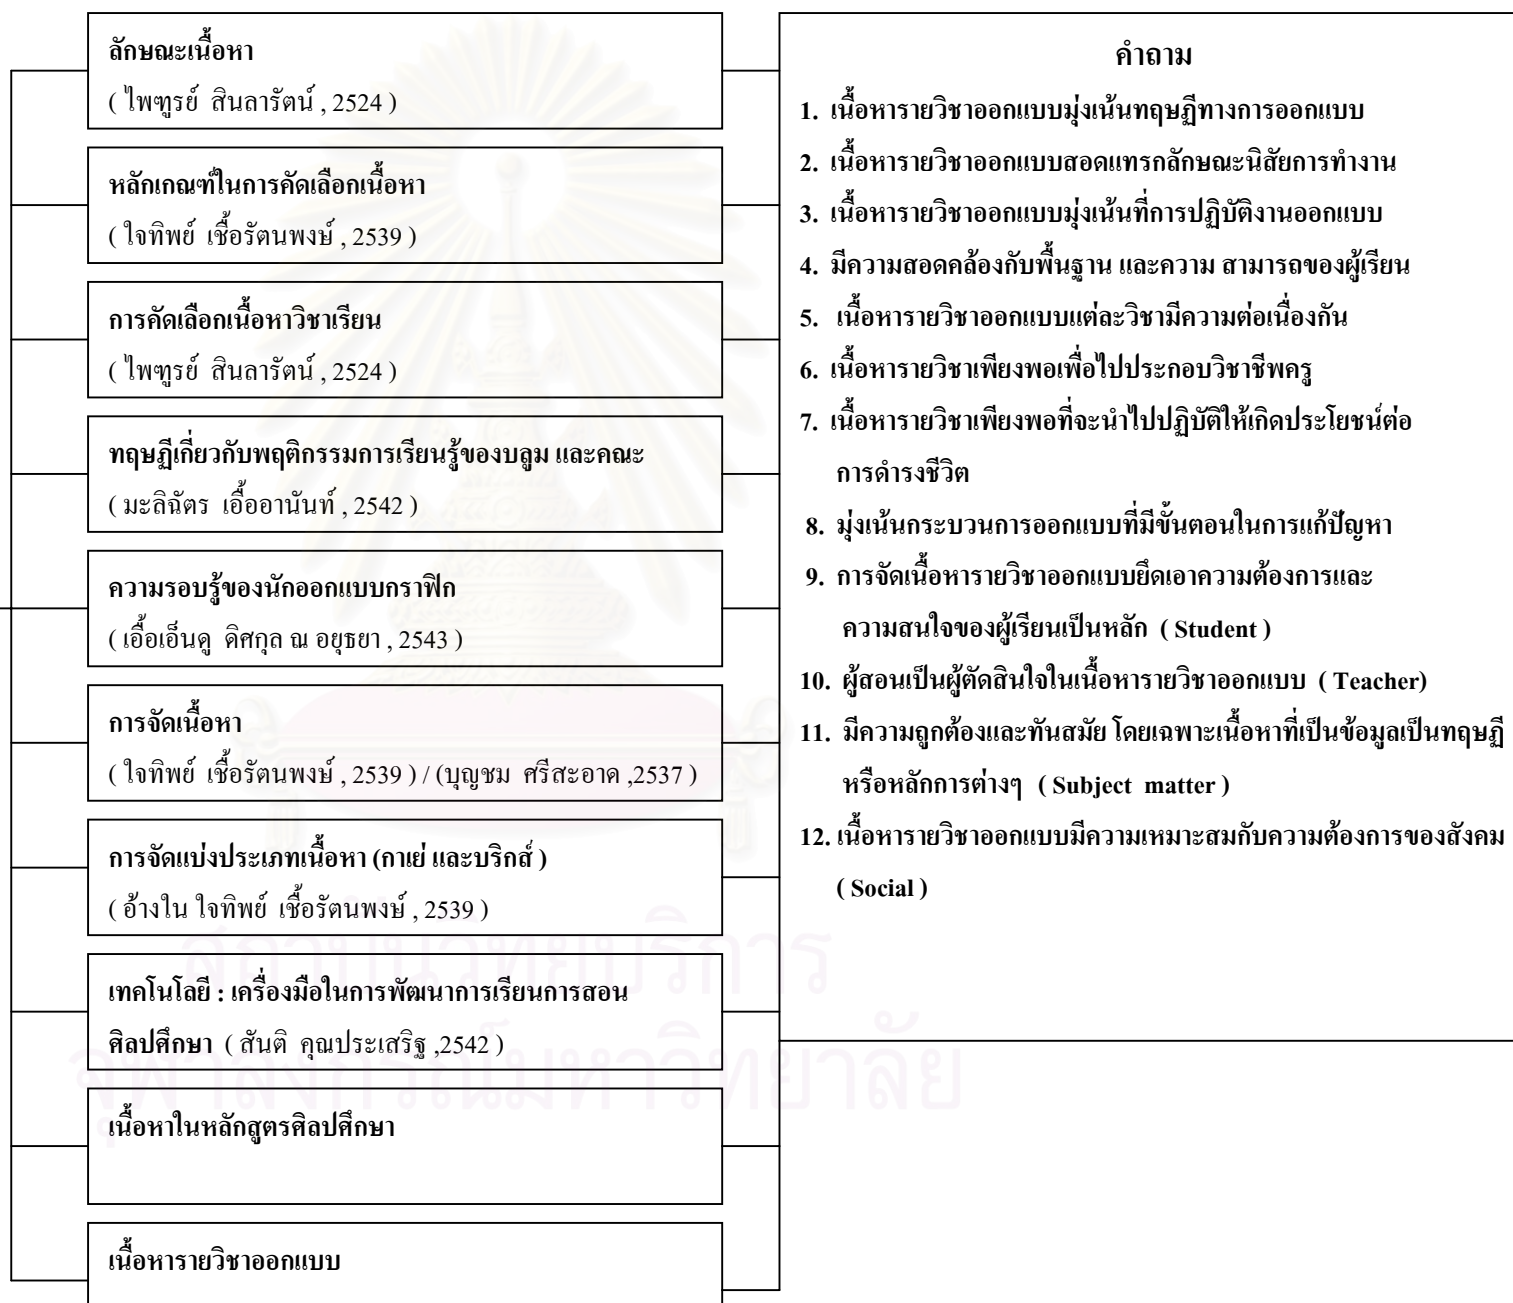 ลักษณะเนื้อหา
( ไพฑูรย์ สินลารัตน์ , 2524 )
หลักเกณฑ์ในการคัดเลือกเนื้อหา
( ใจทิพย์ เชื้อรัตนพงษ์ , 2539 )
การคัดเลือกเนื้อหาวิชาเรียน
( ไพฑูรย์ สินลารัตน์ , 2524 )
ทฤษฏีเกี่ยวกับพฤติกรรมการเรียนรู้ของบลูม และคณะ
( มะลิฉัตร เอื้ออานันท์ , 2542 )
ความรอบรู้ของนักออกแบบกราฟิก
( เอื้อเอ็นดู ดิศกุล ณ อยุธยา , 2543 )
การจัดเนื้อหา
( ใจทิพย์ เชื้อรัตนพงษ์ , 2539 ) / (บุญชม ศรีสะอาด ,2537 )
การจัดแบ่งประเภทเนื้อหา (กาเย่ และบริกส์ )
( อ้างใน ใจทิพย์ เชื้อรัตนพงษ์ , 2539 )
เทคโนโลยี : เครื่องมือในการพัฒนาการเรียนการสอน
ศิลปศึกษา ( สันติ คุณประเสริฐ ,2542 )
เนื้อหาในหลักสูตรศิลปศึกษา
เนื้อหารายวิชาออกแบบ
คำถาม
1. เนื้อหารายวิชาออกแบบมุ่งเน้นทฤษฏีทางการออกแบบ
2. เนื้อหารายวิชาออกแบบสอดแทรกลักษณะนิสัยการทำงาน
3. เนื้อหารายวิชาออกแบบมุ่งเน้นที่การปฏิบัติงานออกแบบ
4. มีความสอดคล้องกับพื้นฐาน และความ สามารถของผู้เรียน
5. เนื้อหารายวิชาออกแบบแต่ละวิชามีความต่อเนื่องกัน
6. เนื้อหารายวิชาเพียงพอเพื่อไปประกอบวิชาชีพครู
7. เนื้อหารายวิชาเพียงพอที่จะนำไปปฏิบัติให้เกิดประโยชน์ต่อ
การดำรงชีวิต
8. มุ่งเน้นกระบวนการออกแบบที่มีขั้นตอนในการแก้ปัญหา
9. การจัดเนื้อหารายวิชาออกแบบยึดเอาความต้องการและ
ความสนใจของผู้เรียนเป็นหลัก ( Student )
10. ผู้สอนเป็นผู้ตัดสินใจในเนื้อหารายวิชาออกแบบ ( Teacher)
11. มีความถูกต้องและทันสมัย โดยเฉพาะเนื้อหาที่เป็นข้อมูลเป็นทฤษฏี
หรือหลักการต่างๆ ( Subject matter )
12. เนื้อหารายวิชาออกแบบมีความเหมาะสมกับความต้องการของสังคม
( Social )
สถาบันวิทยบริการ
จุฬาลงกรณ์มหาวิทยาลัย